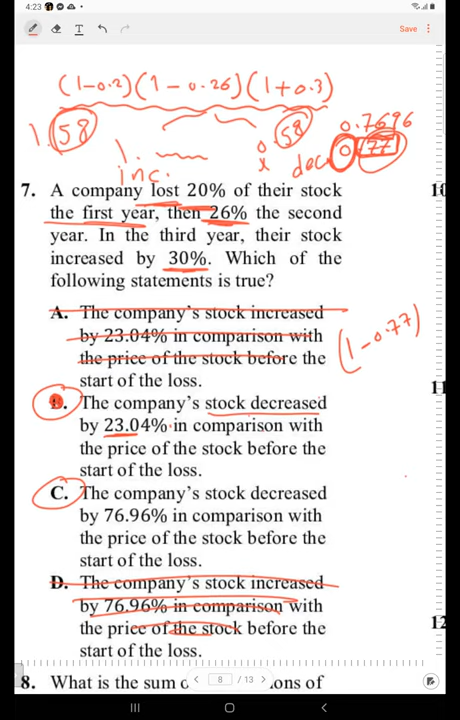 4:23
Save
(1-0.2)(1-0.26)(1+0.3)
0.7696
1.58
0.58
0.77
1.
inc.
x dec
7. A company lost 20% of their stock
the first year, then 26% the second
year. In the third year, their stock
increased by 30%. Which of the
following statements is true?
10
A. The company's stock increased
by 23.04% in comparison with
the price of the stock before the
start of the loss.
(1-0.77)
B. The company's stock decreased
by 23.04% in comparison with
the price of the stock before the
start of the loss.
11
C. The company's stock decreased
by 76.96% in comparison with
the price of the stock before the
start of the loss.
D. The company's stock increased
by 76.96% in comparison with
the price of the stock before the
start of the loss.
12
8. What is the sum
8 / 13
ions of